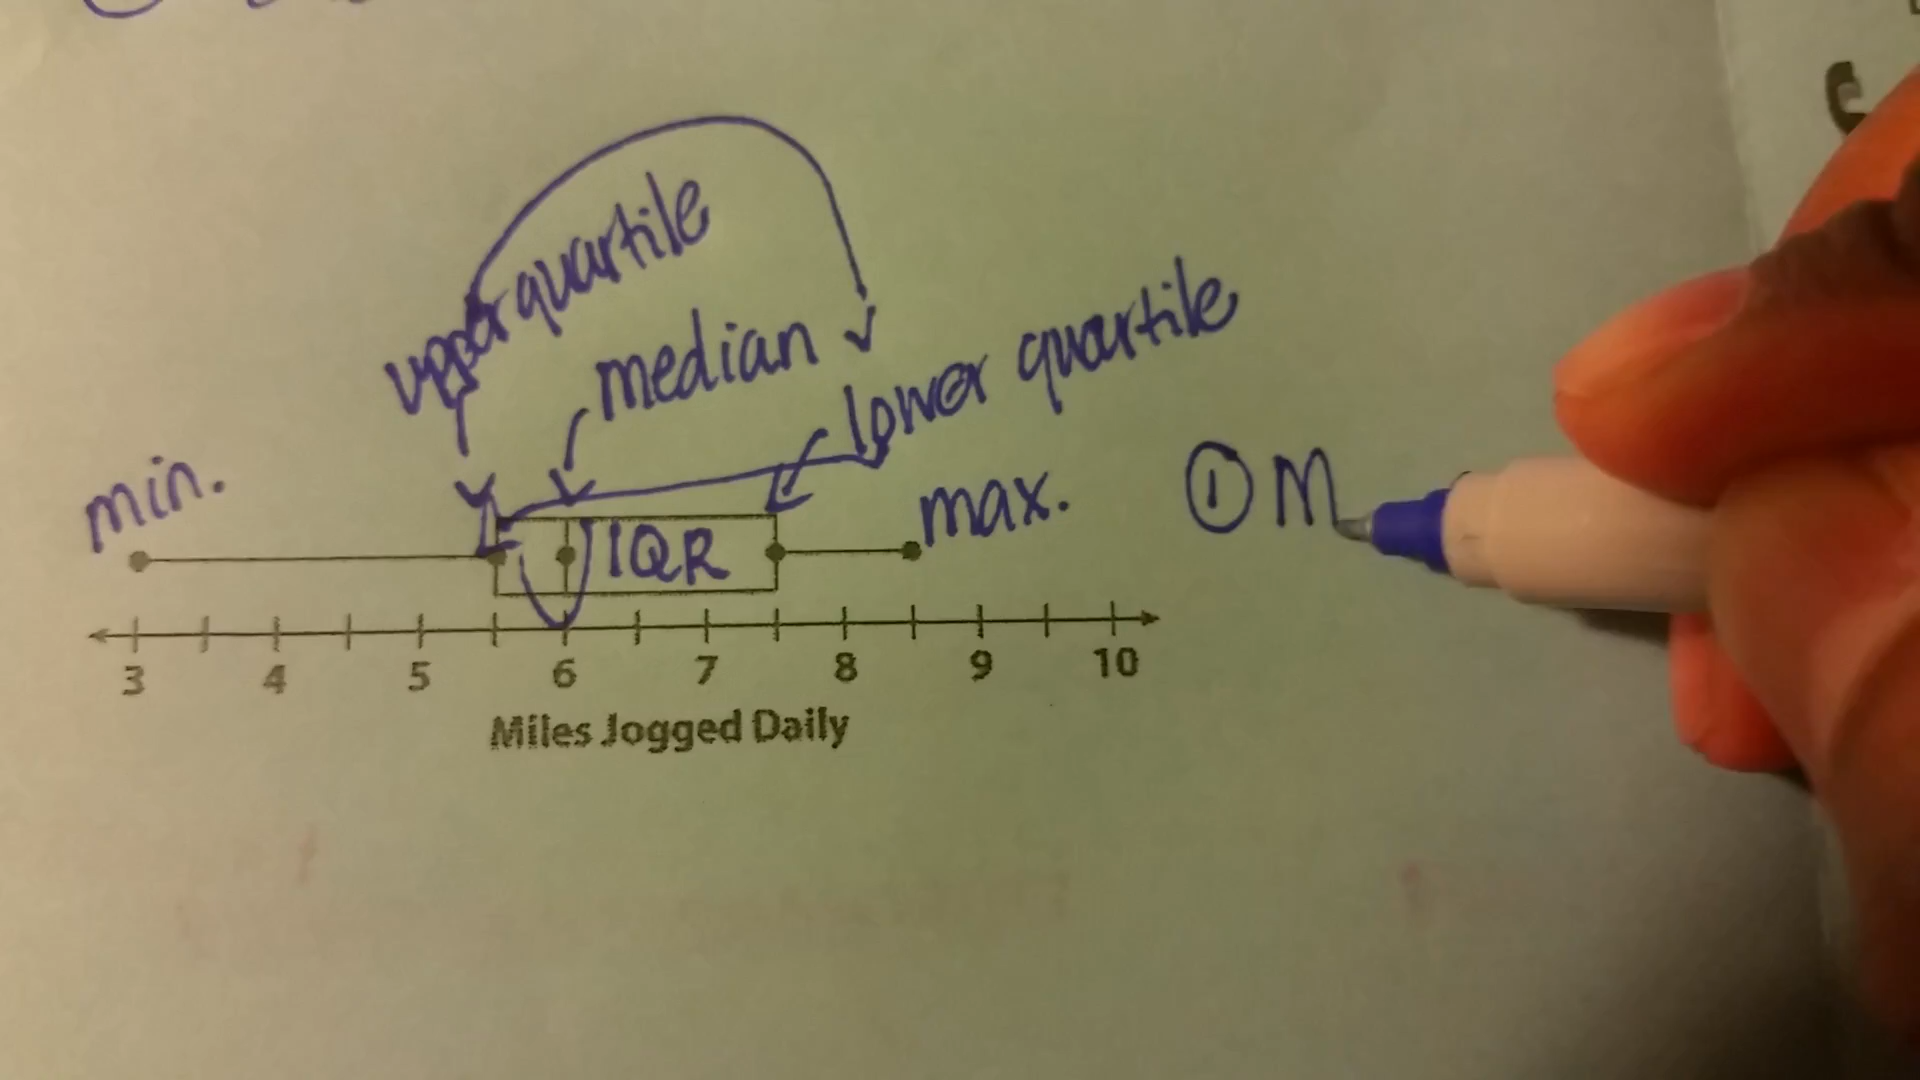 upper quartile
median
lower quartile
min.
max.
① M
IQR
3 4 5 6 7 8 9 10
Miles Jogged Daily